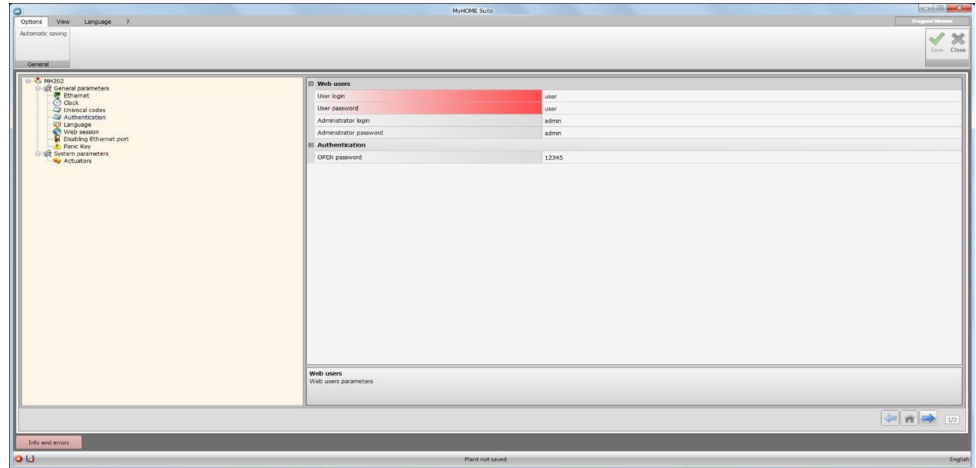 MyHOME Suite
Options View Language ?
Automatic saving
Save Close
General
MH202
General parameters
Ethernet
Clock
Univocal codes
Authentication
Language
Web session
Disabling Ethernet port
Panic Key
System parameters
Actuators
Web users
User login user
User password user
Administrator login admin
Administrator password admin
Authentication
OPEN password 12345
Web users
Web users parameters
1/2
Info and errors
Plant not saved English